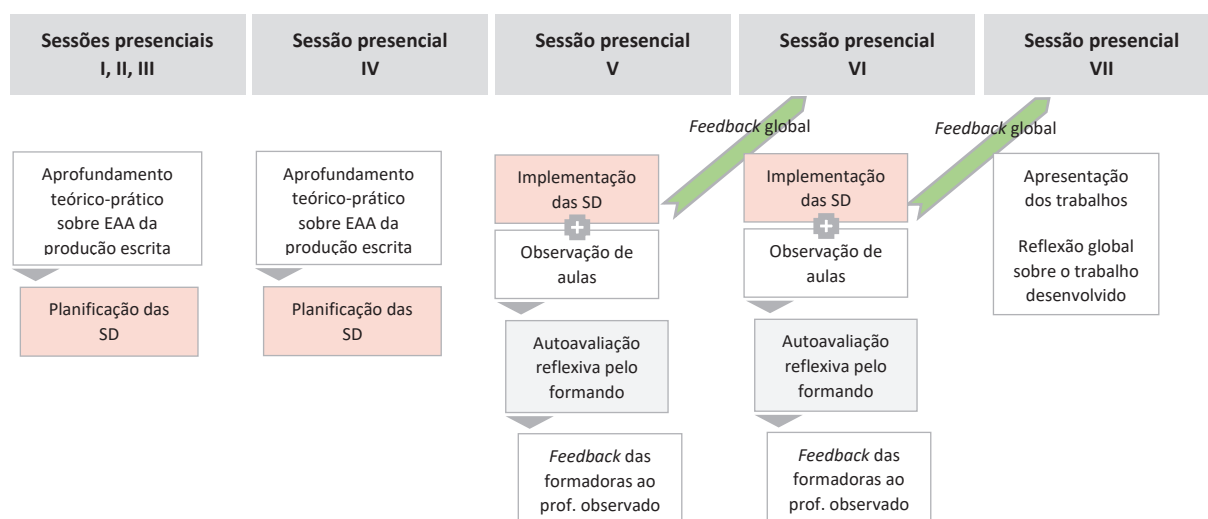 Sessões presenciais
I, II, III
Sessão presencial
IV
Sessão presencial
V
Sessão presencial
VI
Sessão presencial
VII
Aprofundamento
teórico-prático
sobre EAA da
produção escrita
Planificação das
SD
Aprofundamento
teórico-prático
sobre EAA da
produção escrita
Planificação das
SD
Feedback global
Implementação
das SD
Observação de
aulas
Autoavaliação
reflexiva pelo
formando
Feedback das
formadoras ao
prof. observado
Feedback global
Implementação
das SD
Observação de
aulas
Autoavaliação
reflexiva pelo
formando
Feedback das
formadoras ao
prof. observado
Apresentação
dos trabalhos
Reflexão global
sobre o trabalho
desenvolvido